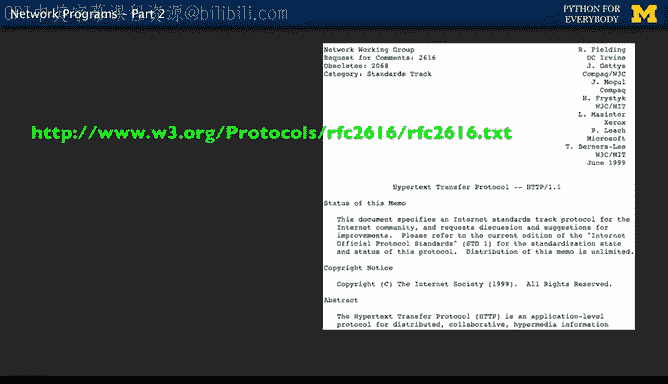 Network Programs - Part 2
资源@bilibili.com
PYTHON FOR
EVERYBODY
M
http://www.w3.org/Protocols/rfc2616/rfc2616.txt
Network Working Group R. Fielding
Request for Comments: 2616 UC Irvine
Obsoletes: 2068 J. Gettys
Category: Standards Track Compaq/W3C
J. Mogul
Compaq
H. Frystyk
W3C/MIT
L. Masinter
Xerox
P. Leach
Microsoft
T. Berners-Lee
W3C/MIT
June 1999
Hypertext Transfer Protocol -- HTTP/1.1
Status of this Memo
This document specifies an Internet standards track protocol for the
Internet community, and requests discussion and suggestions for
improvements. Please refer to the current edition of the "Internet
Official Protocol Standards" (STD 1) for the standardization state
and status of this protocol. Distribution of this memo is unlimited.
Copyright Notice
Copyright (C) The Internet Society (1999). All Rights Reserved.
Abstract
The Hypertext Transfer Protocol (HTTP) is an application-level
protocol for distributed, collaborative, hypermedia information